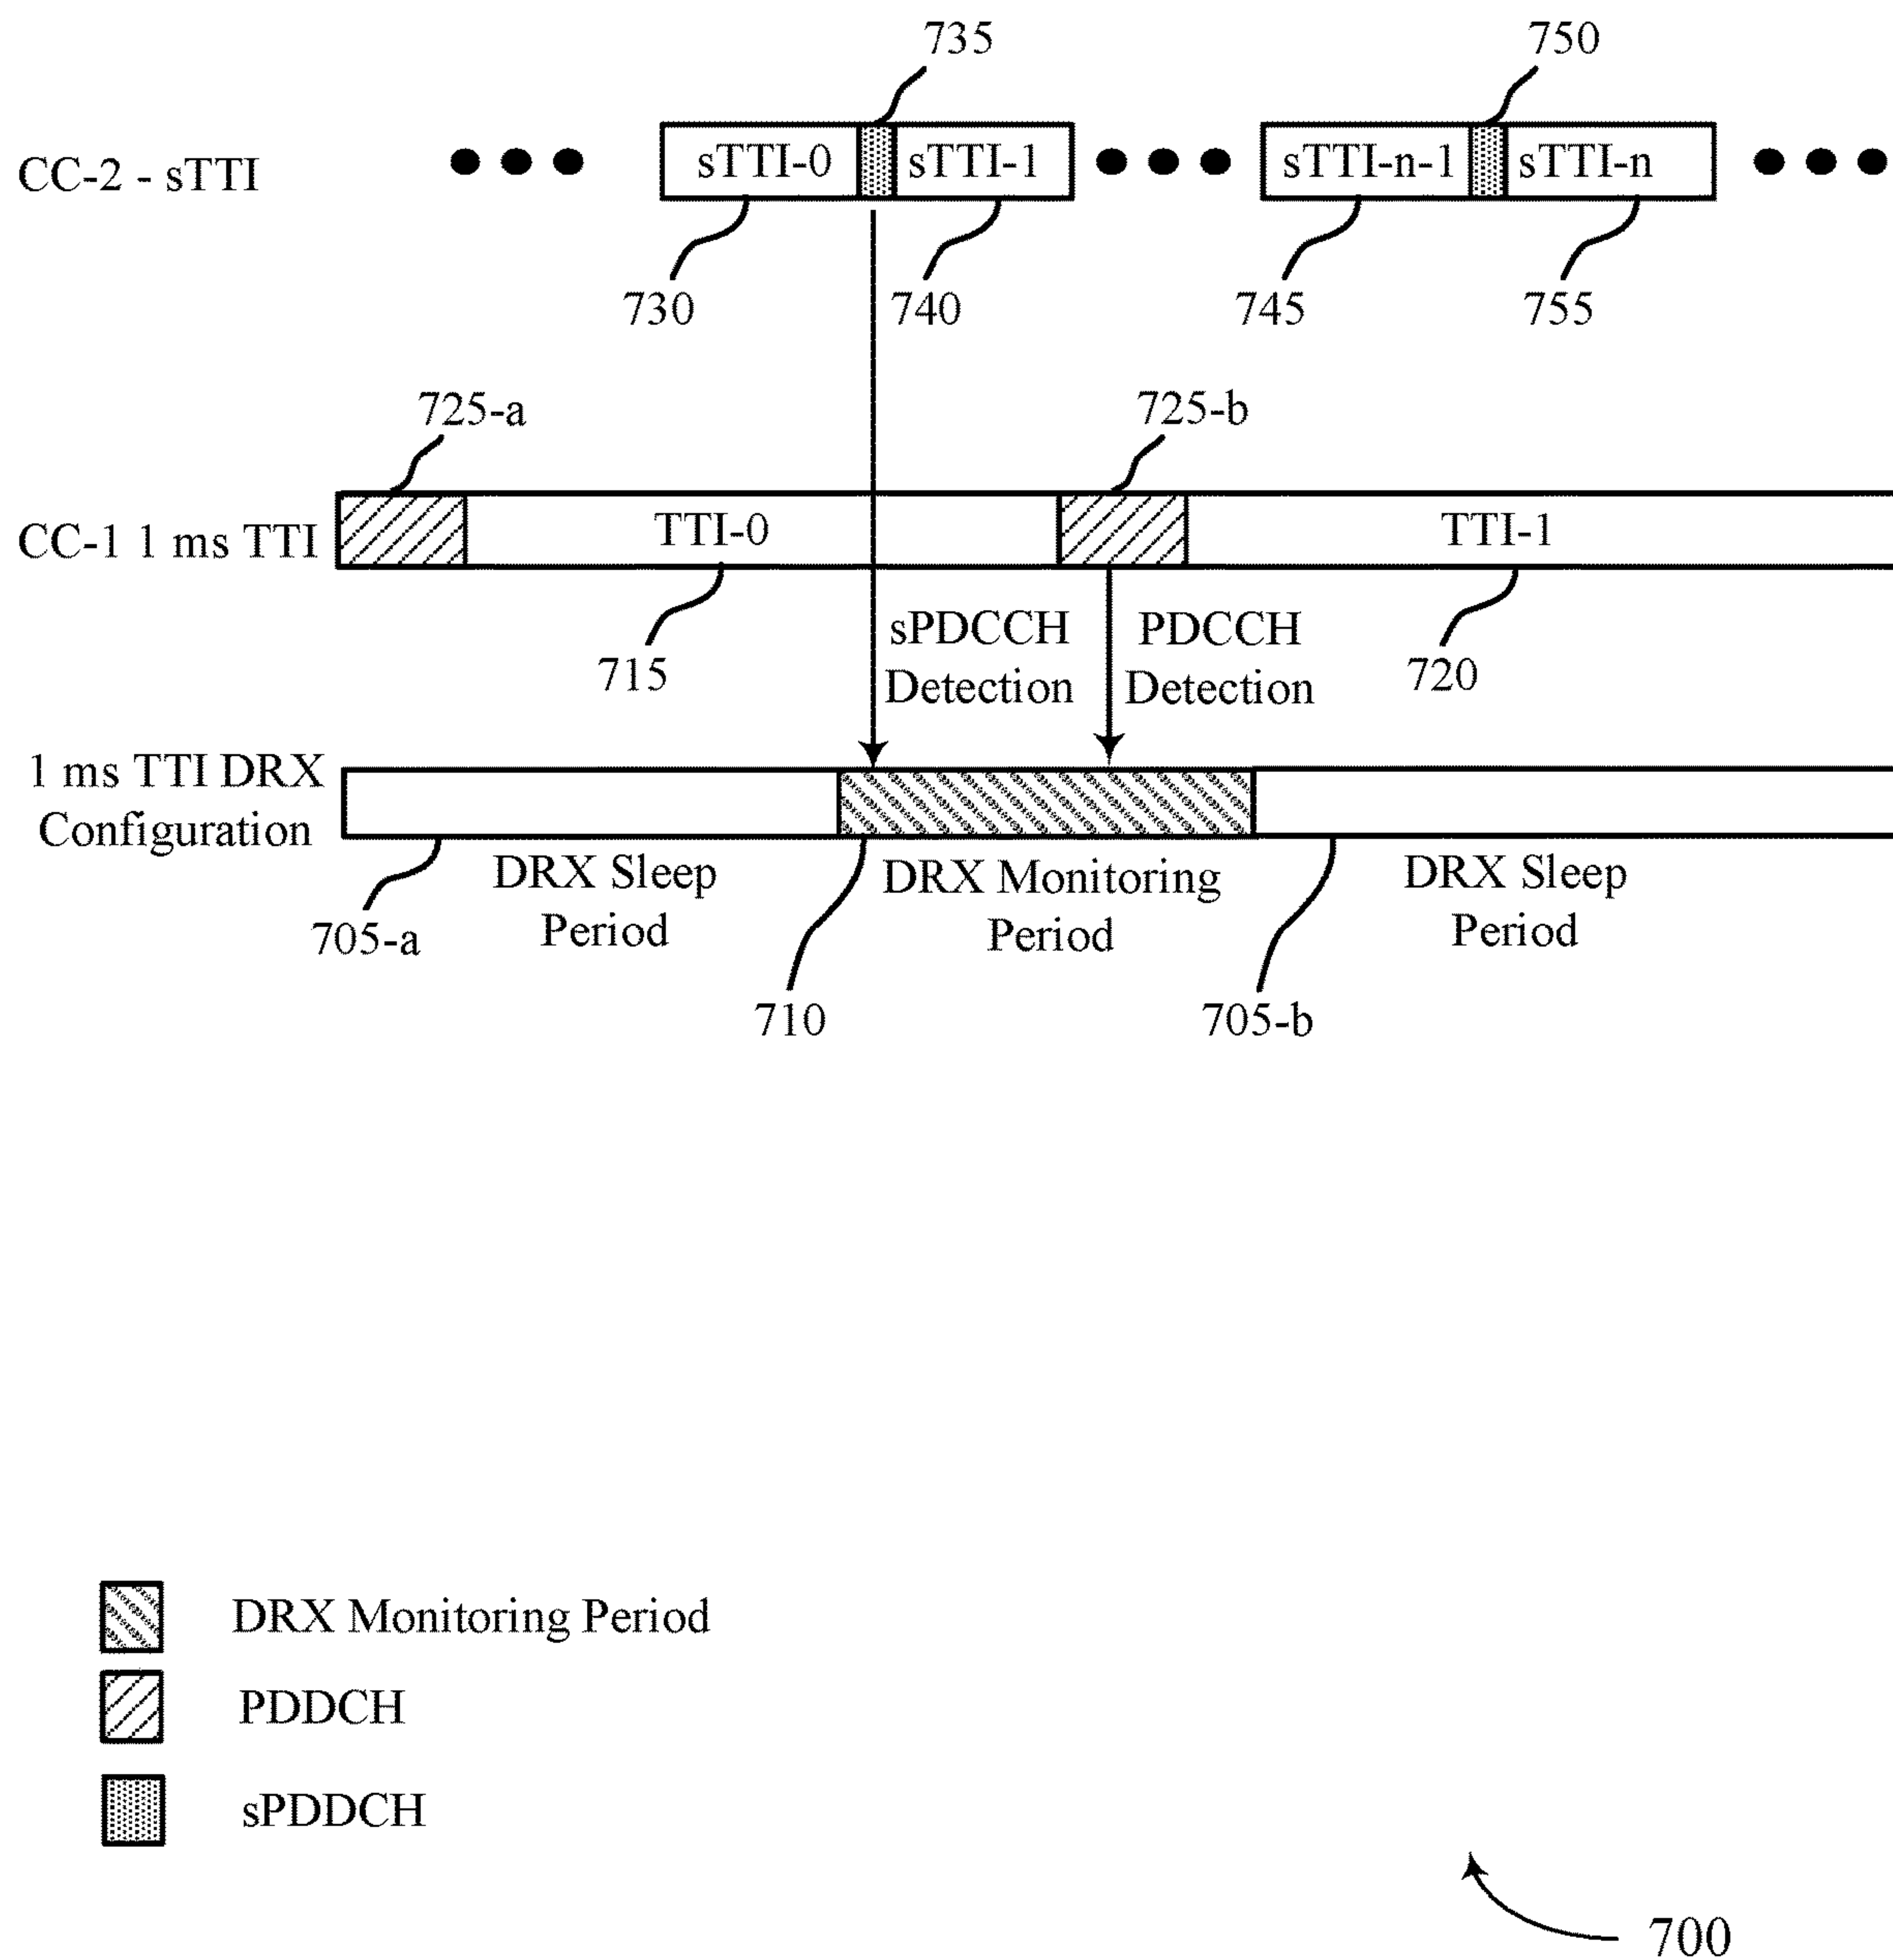 735
750
CC-2 - sTTI
sTTI-0
sTTI-1
sTTI-n-1
sTTI-n
730
740
745
755
725-a
725-b
CC-1 1 ms TTI
TTI-0
TTI-1
715
sPDCCH
Detection
PDCCH
Detection
720
1 ms TTI DRX
Configuration
DRX Sleep
Period
DRX Monitoring
Period
DRX Sleep
Period
705-a
710
705-b
DRX Monitoring Period
PDDCH
sPDDCH
700